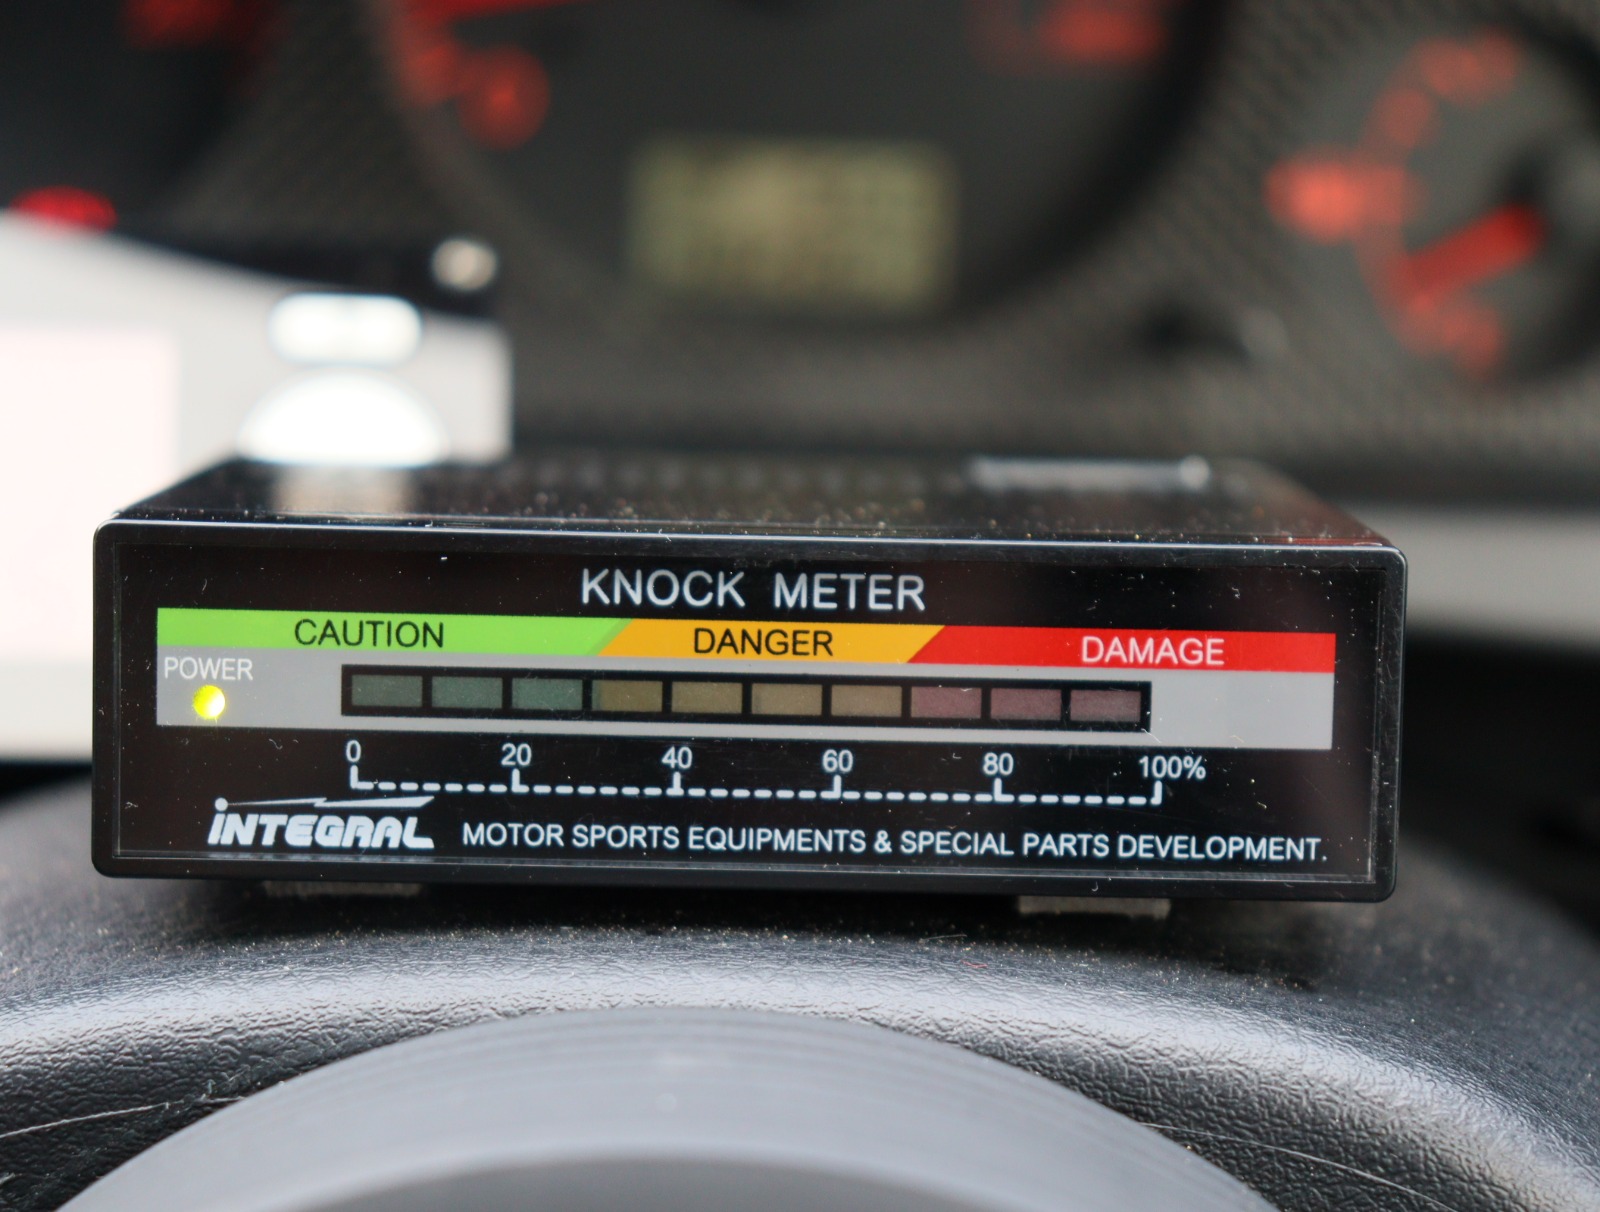 KNOCK METER
CAUTION DANGER DAMAGE
POWER
0 20 40 60 80 100%
INTEGRAL MOTOR SPORTS EQUIPMENTS & SPECIAL PARTS DEVELOPMENT.